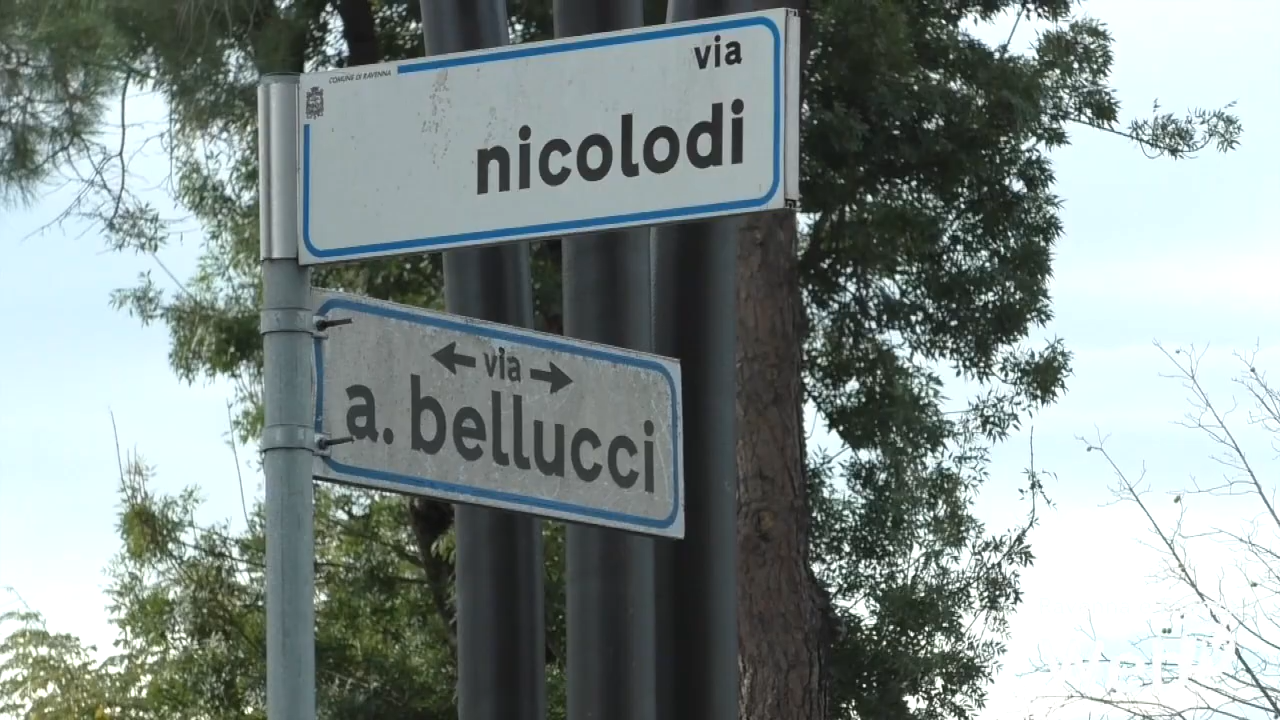 COMUNE DI RAVENNA
via
nicolodi
← via →
a. bellucci